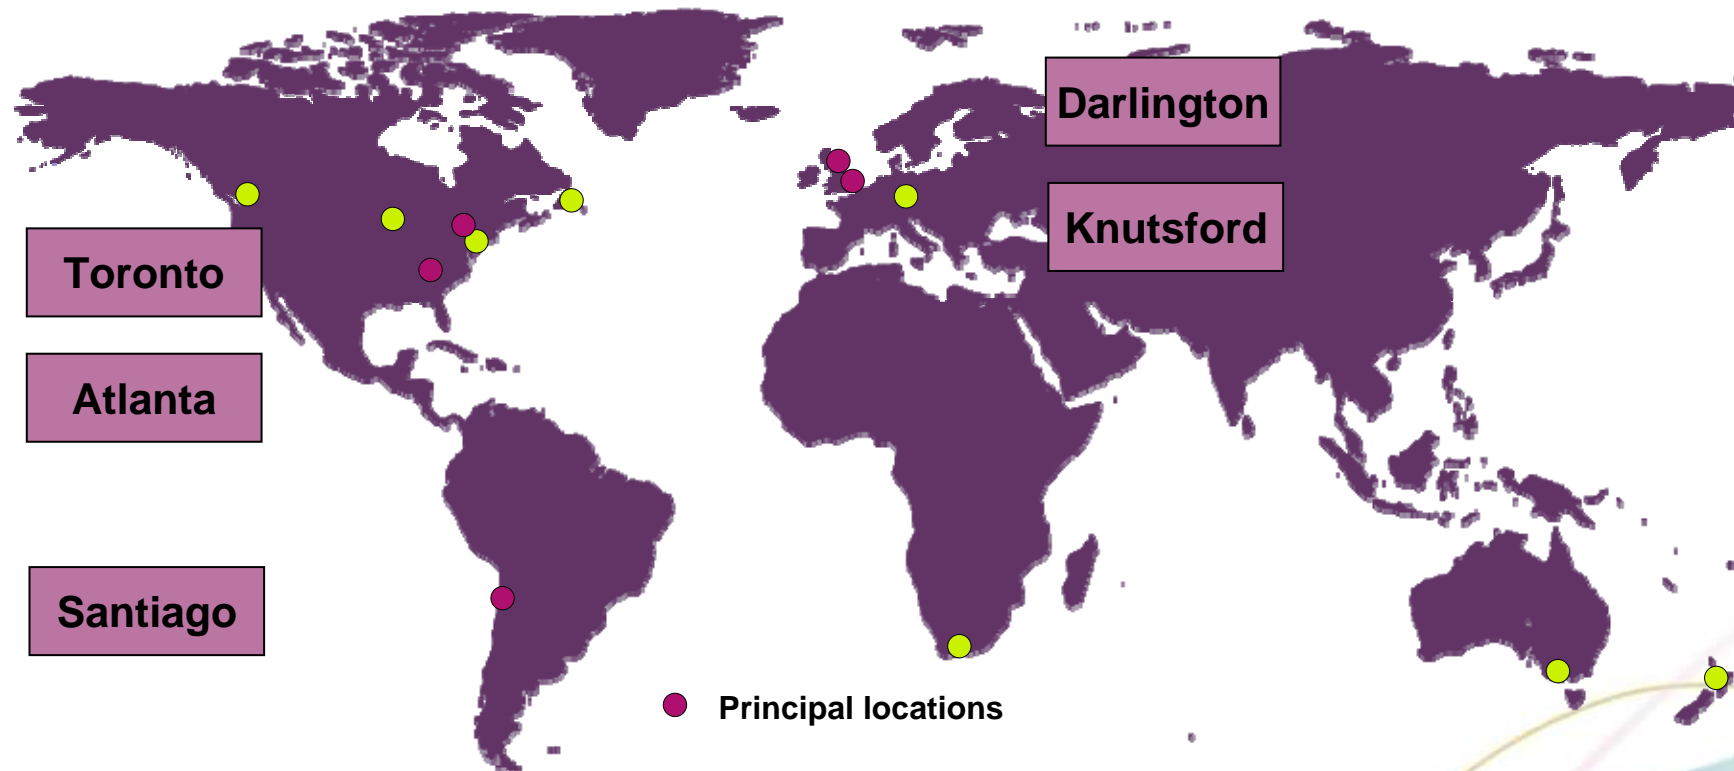 Darlington
Knutsford
Toronto
Atlanta
Santiago
Principal locations